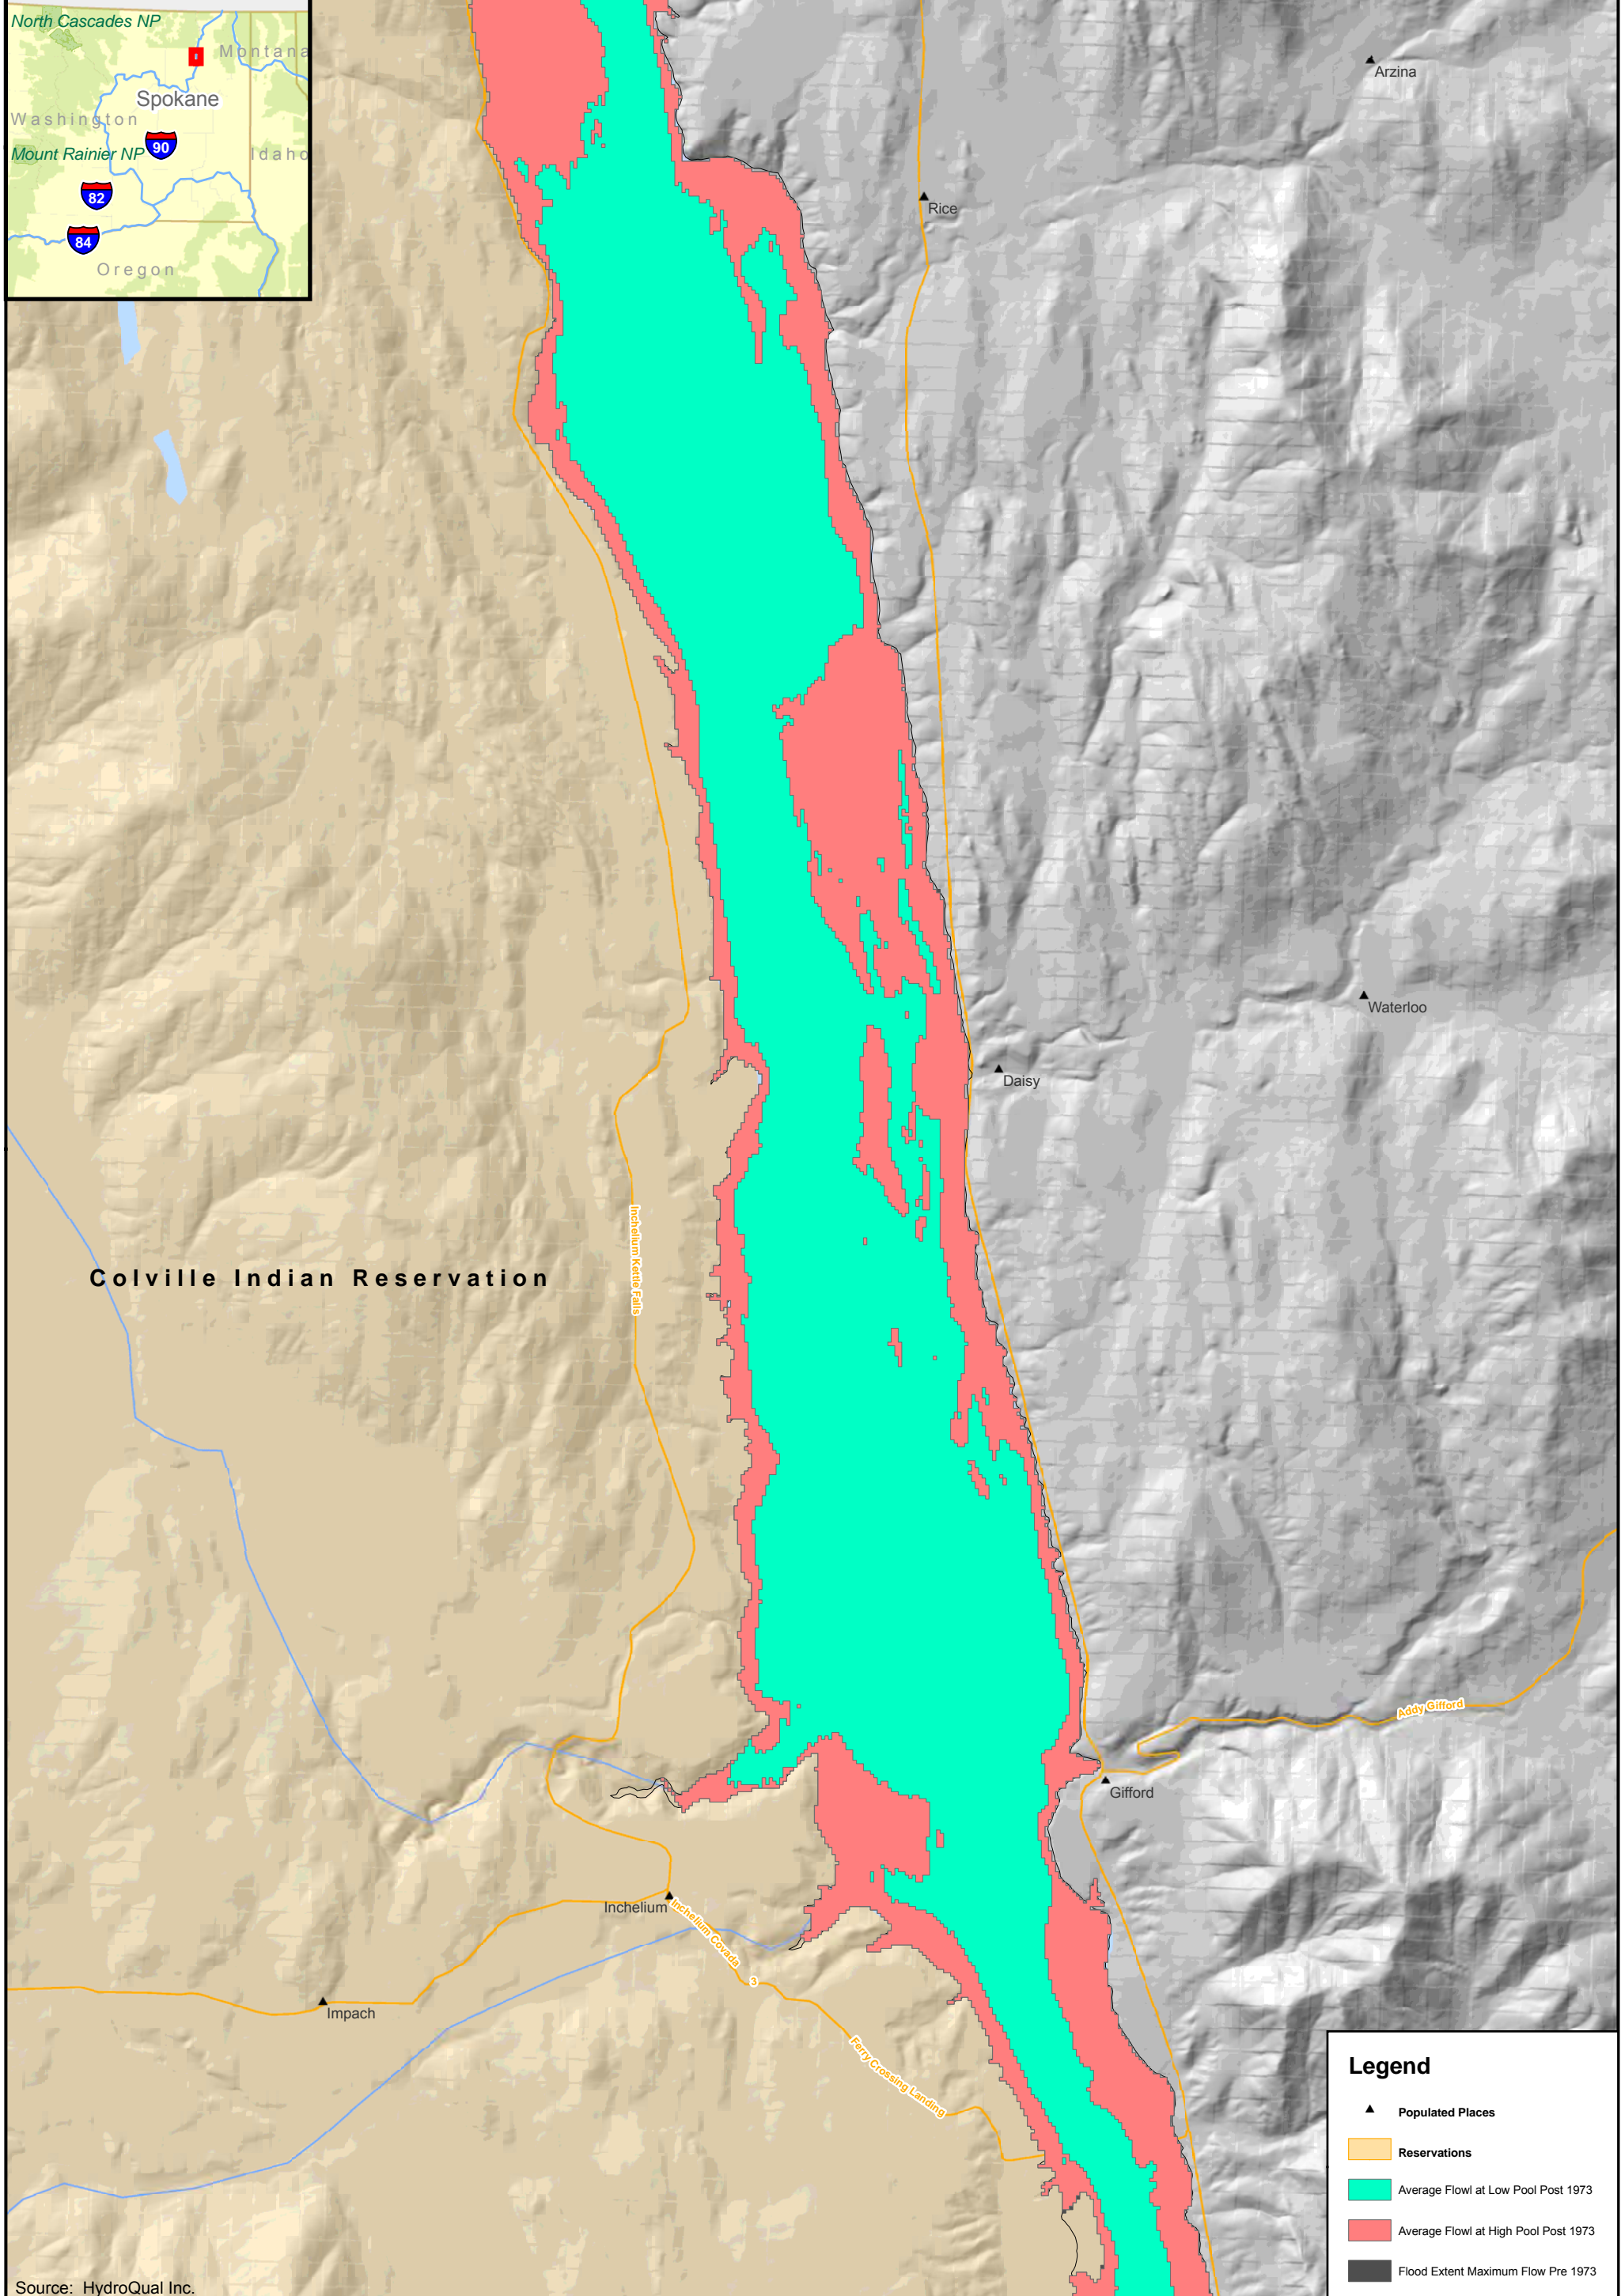 North Cascades NP
Montana
Spokane
Washington
90
Mount Rainier NP
Idaho
82
84
Oregon
Arzina
Rice
Waterloo
Daisy
Inchelium Kettle Falls
Colville Indian Reservation
Addy Gifford
Gifford
Inchelium
Inchelium Covada
3
Impach
Ferry Crossing Landing
Legend
Populated Places
Reservations
Average Flowl at Low Pool Post 1973
Average Flowl at High Pool Post 1973
Flood Extent Maximum Flow Pre 1973
Source: HydroQual Inc.